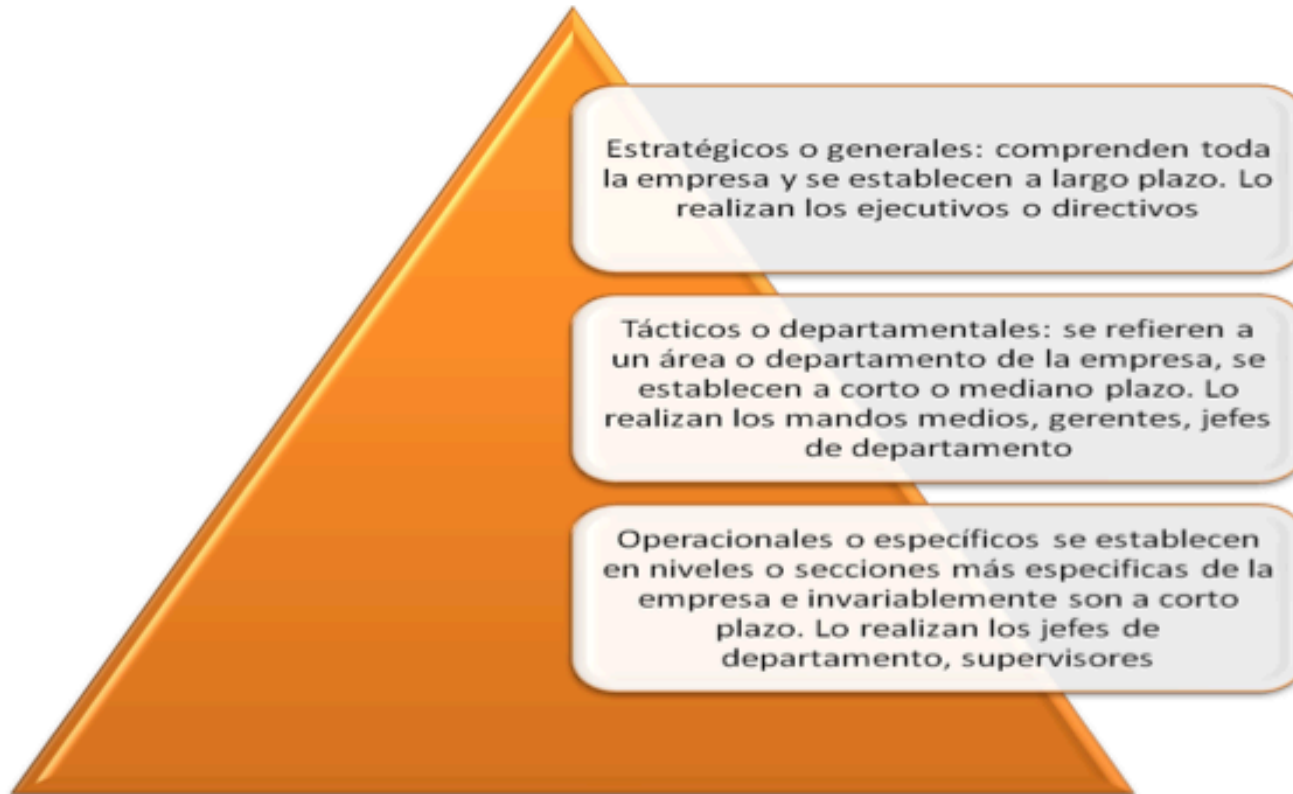 Estratégicos o generales: comprenden toda
la empresa y se establecen a largo plazo. Lo
realizan los ejecutivos o directivos
Tácticos o departamentales: se refieren a
un área o departamento de la empresa, se
establecen a corto o mediano plazo. Lo
realizan los mandos medios, gerentes, jefes
de departamento
Operacionales o específicos se establecen
en niveles o secciones más especificas de la
empresa e invariablemente son a corto
plazo. Lo realizan los jefes de
departamento, supervisores